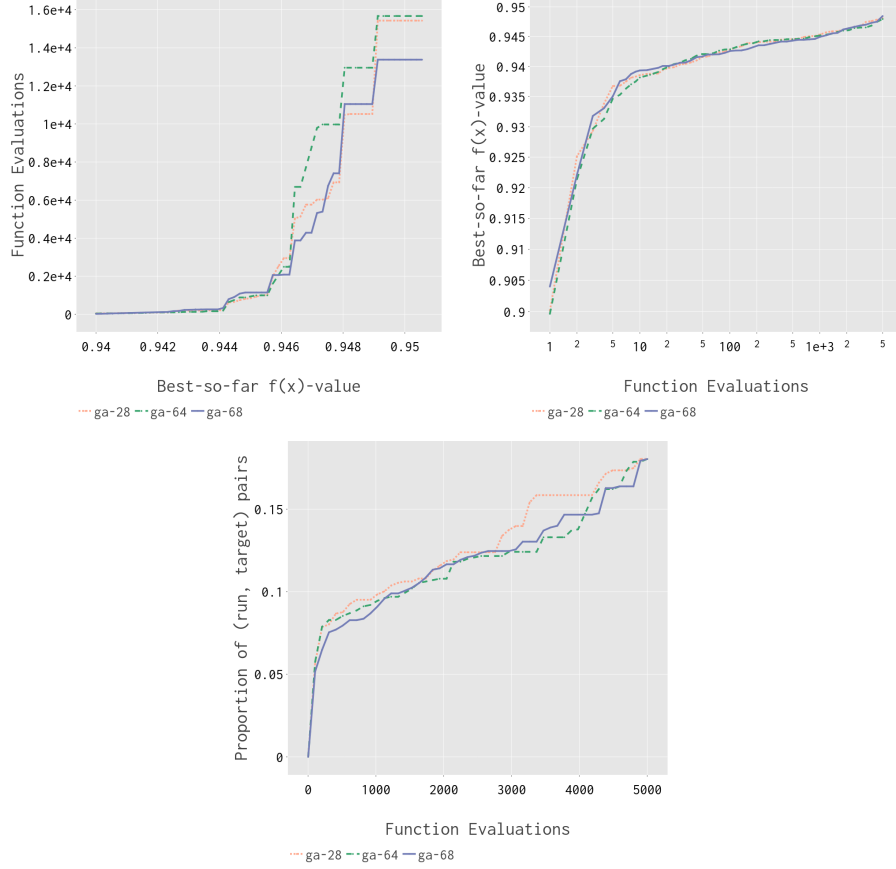 Function Evaluations
1.6e+4
1.4e+4
1.2e+4
1e+4
0.8e+4
0.6e+4
0.4e+4
0.2e+4
0
0.94 0.942 0.944 0.946 0.948 0.95
Best-so-far f(x)-value
ga-28 ga-64 ga-68
Best-so-far f(x)-value
0.95
0.945
0.94
0.935
0.93
0.925
0.92
0.915
0.91
0.905
0.9
1 2 5 10 2 5 100 2 5 1e+3 2 5
Function Evaluations
ga-28 ga-64 ga-68
Proportion of (run, target) pairs
0.15
0.1
0.05
0
0 1000 2000 3000 4000 5000
Function Evaluations
ga-28 ga-64 ga-68